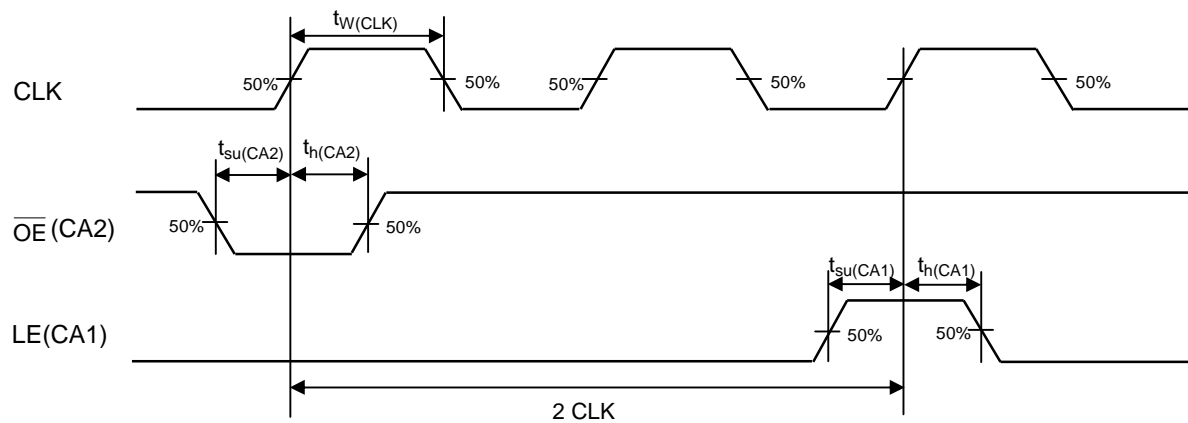 tW(CLK)
CLK
50%
50%
50%
50%
50%
50%
tsu(CA2)
th(CA2)
OE (CA2)
50%
50%
tsu(CA1)
th(CA1)
LE(CA1)
50%
50%
2 CLK